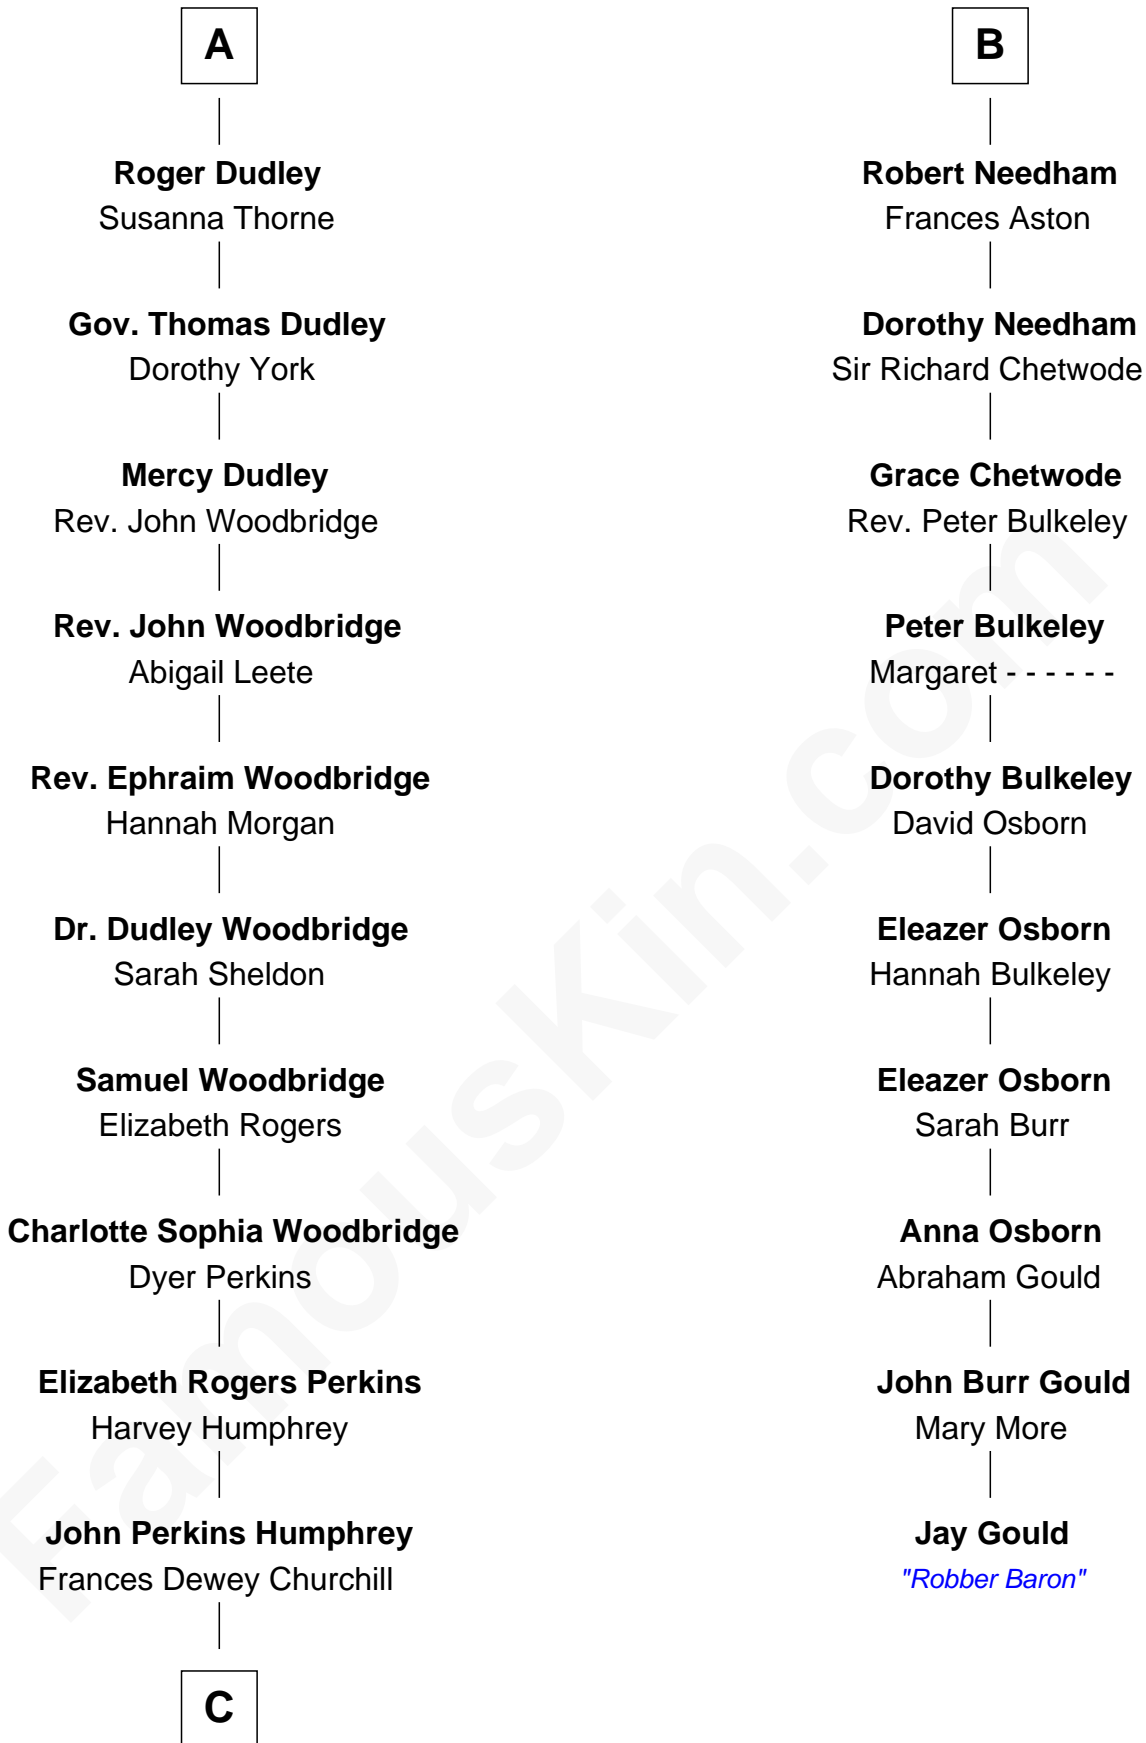 A
Roger Dudley
Susanna Thorne
Gov. Thomas Dudley
Dorothy York
Mercy Dudley
Rev. John Woodbridge
Rev. John Woodbridge
Abigail Leete
Rev. Ephraim Woodbridge
Hannah Morgan
Dr. Dudley Woodbridge
Sarah Sheldon
Samuel Woodbridge
Elizabeth Rogers
Charlotte Sophia Woodbridge
Dyer Perkins
Elizabeth Rogers Perkins
Harvey Humphrey
John Perkins Humphrey
Frances Dewey Churchill
C
B
Robert Needham
Frances Aston
Dorothy Needham
Sir Richard Chetwode
Grace Chetwode
Rev. Peter Bulkeley
Peter Bulkeley
Margaret - - - - - -
Dorothy Bulkeley
David Osborn
Eleazer Osborn
Hannah Bulkeley
Eleazer Osborn
Sarah Burr
Anna Osborn
Abraham Gould
John Burr Gould
Mary More
Jay Gould
"Robber Baron"
FamousKin.com